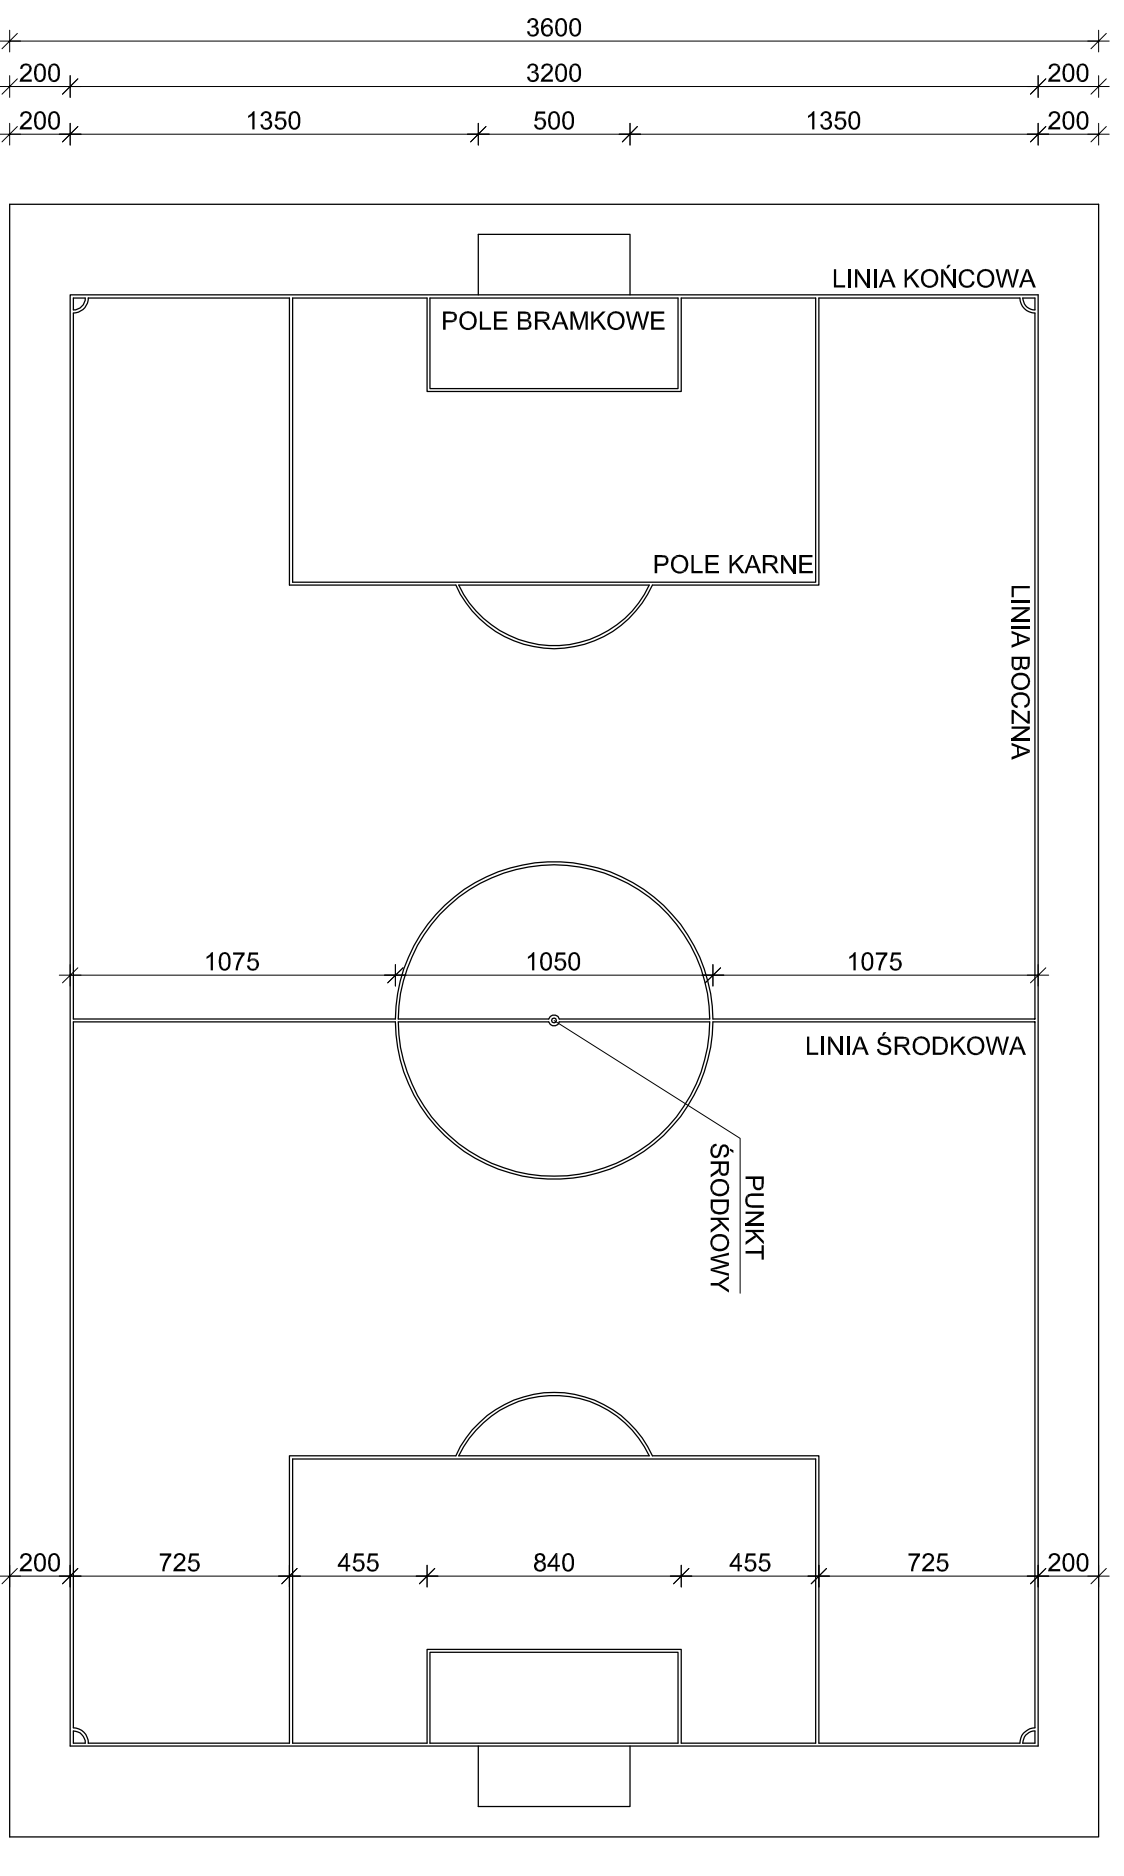 3600
200 3200 200
200 1350 500 1350 200
LINIA KOŃCOWA
POLE BRAMKOWE
POLE KARNE
LINIA BOCZNA
1075 1050 1075
LINIA ŚRODKOWA
PUNKT
ŚRODKOWY
200 725 455 840 455 725 200